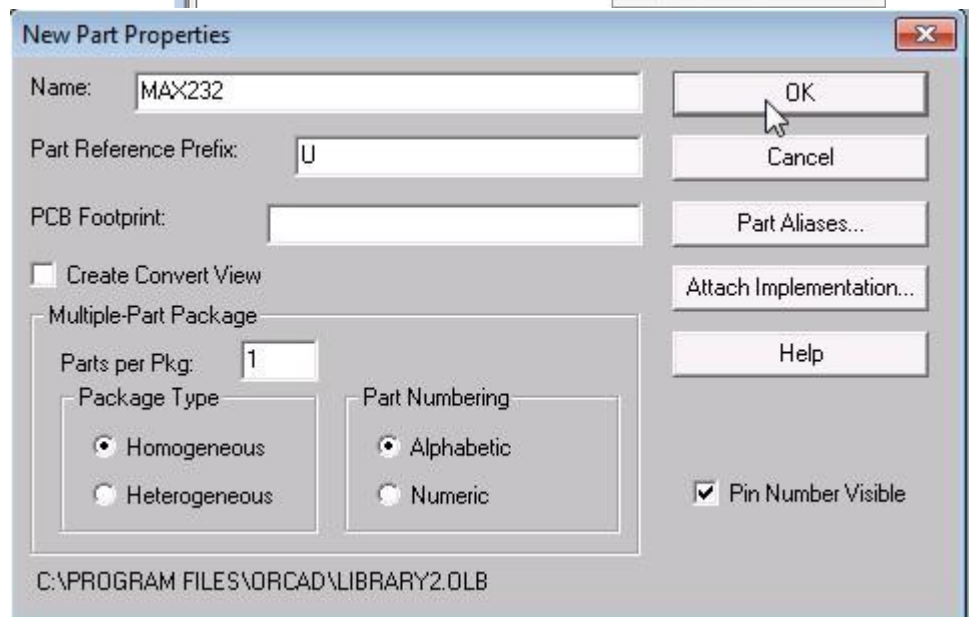 New Part Properties
Name: MAX232
OK
Part Reference Prefix: U
Cancel
PCB Footprint:
Part Aliases...
Create Convert View
Attach Implementation...
Multiple-Part Package
Parts per Pkg: 1
Help
Package Type
Part Numbering
Homogeneous
Alphabetic
Heterogeneous
Numeric
Pin Number Visible
C:\PROGRAM FILES\ORCAD\LIBRARY2.OLB